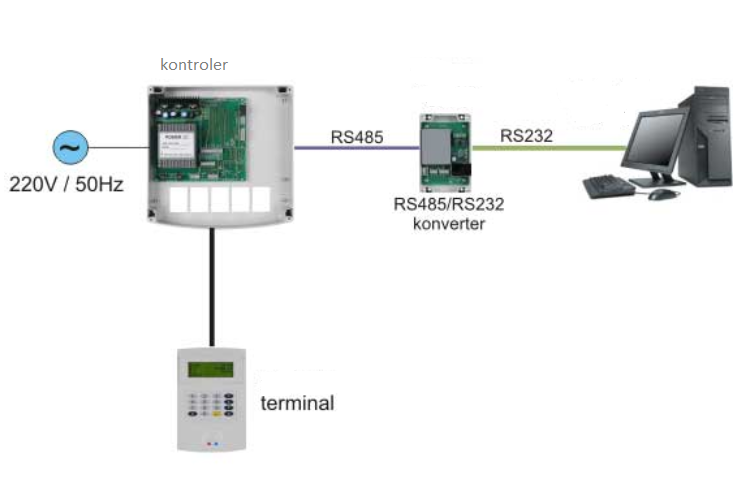 kontroler
RS485
RS232
220V / 50Hz
RS485/RS232
konverter
terminal